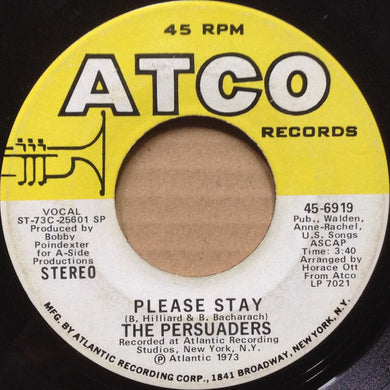 45 RPM
ATCO
RECORDS
VOCAL
ST-73C-25601 SP
Produced by
Bobby
Poindexter
for A-Side
Productions
STEREO
45-6919
Pub., Walden,
Anne-Rachel,
U.S. Songs
ASCAP
Time: 3:40
Arranged by
Horace Ott
From Atco
LP 7021
PLEASE STAY
(B. Hilliard & B. Bacharach)
THE PERSUADERS
Recorded at Atlantic Recording
Studios, New York, N.Y.
℗ Atlantic 1973
MFG. BY ATLANTIC RECORDING CORP., 1841 BROADWAY, NEW YORK, N.Y.